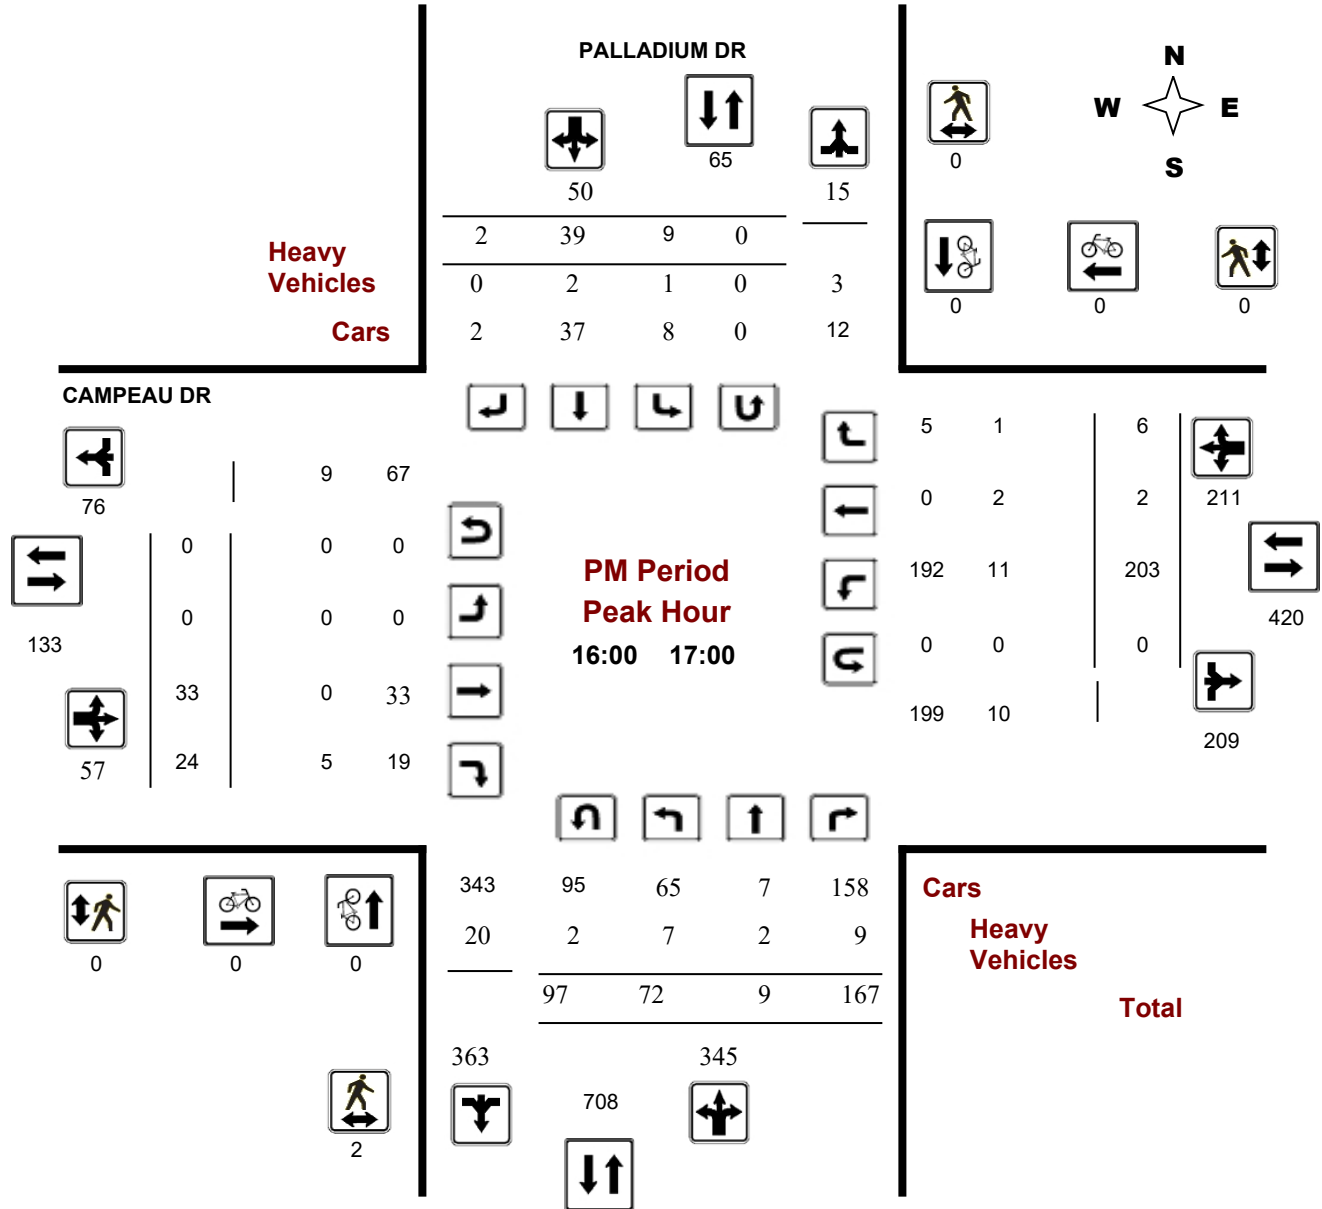 PALLADIUM DR
N
W E
S
65
0
50
15
2 39 9 0
Heavy
Vehicles
0 2 1 0 3
0 0 0
Cars
2 37 8 0 12
CAMPEAU DR
5 1 6
9 67
76
211
0 2 2
0 0 0
PM Period
192 11 203
Peak Hour
0 0 0
420
133
16:00 17:00
0 0 0
33 0 33
199 10
209
57
24 5 19
343 95 65 7 158
Cars
20 2 7 2 9
Heavy
Vehicles
0 0 0
97 72 9 167
Total
363 345
708
2